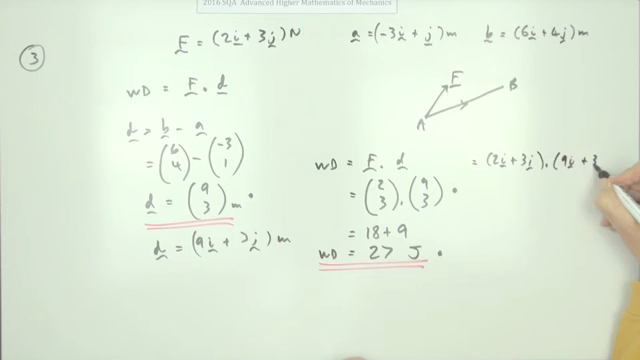 2016 SQA Advanced Higher Mathematics of Mechanics
3
F = (2i + 3j) N
a = (-3i + j) m
b = (6i + 4j) m
WD = F . d
d = b - a
= (6 4) - (-3 1)
d = (9 3) m
d = (9i + 3j) m
F
A
B
WD = F . d
= (2 3) . (9 3)
= 18 + 9
WD = 27 J
= (2i + 3j) . (9i + 3